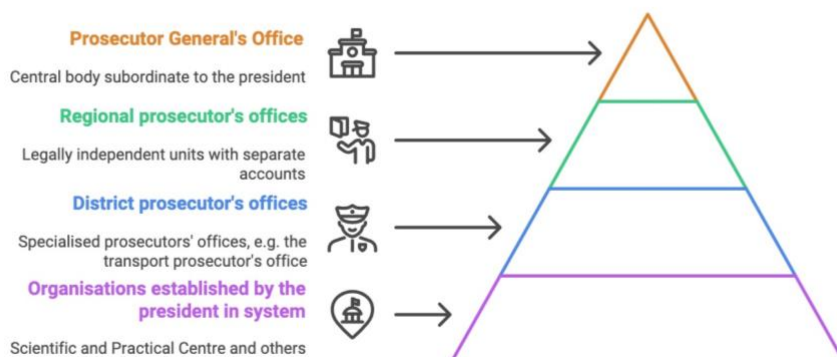 Prosecutor General's Office
Central body subordinate to the president
Regional prosecutor's offices
Legally independent units with separate
accounts
District prosecutor's offices
Specialised prosecutors' offices, e.g. the
transport prosecutor's office
Organisations established by the
president in system
Scientific and Practical Centre and others